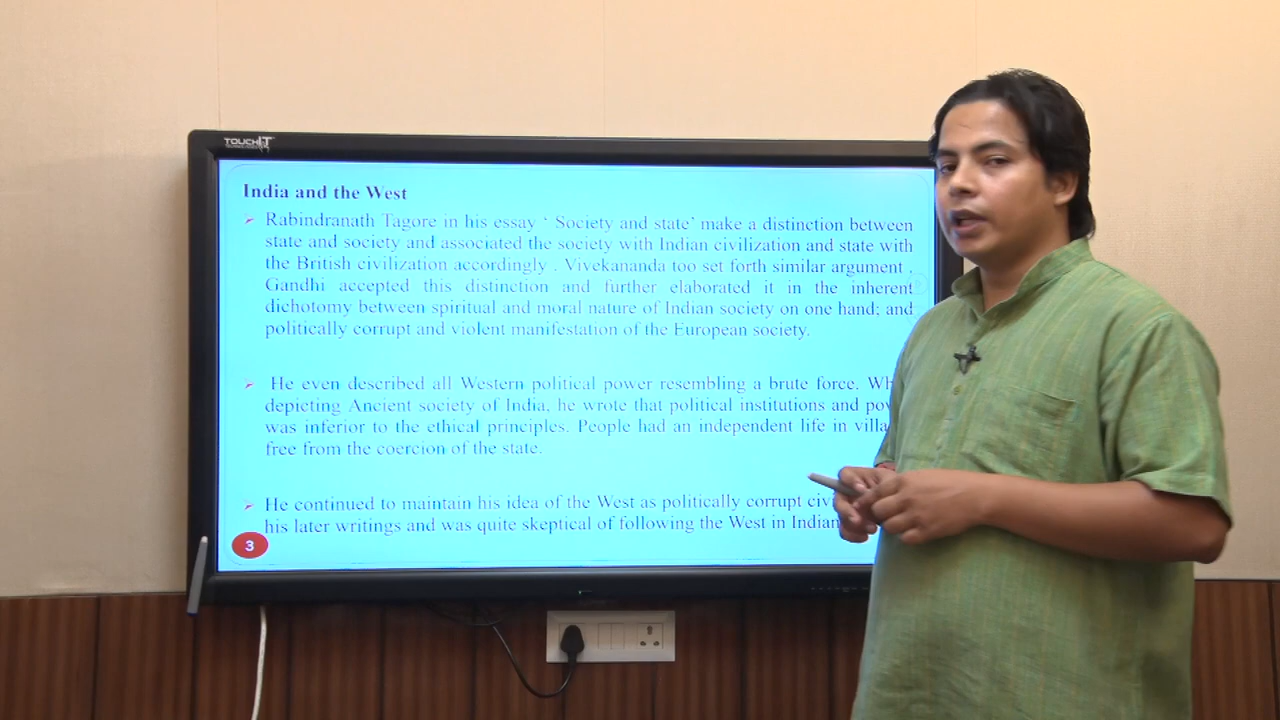 TOUCHIT
India and the West
Rabindranath Tagore in his essay ‘ Society and state’ make a distinction between
state and society and associated the society with Indian civilization and state with
the British civilization accordingly . Vivekananda too set forth similar argument .
Gandhi accepted this distinction and further elaborated it in the inherent
dichotomy between spiritual and moral nature of Indian society on one hand; and
politically corrupt and violent manifestation of the European society.
He even described all Western political power resembling a brute force.
depicting Ancient society of India, he wrote that political institutions and
was inferior to the ethical principles. People had an independent life in
free from the coercion of the state.
He continued to maintain his idea of the West as politically corrupt
his later writings and was quite skeptical of following the West in Indian
3